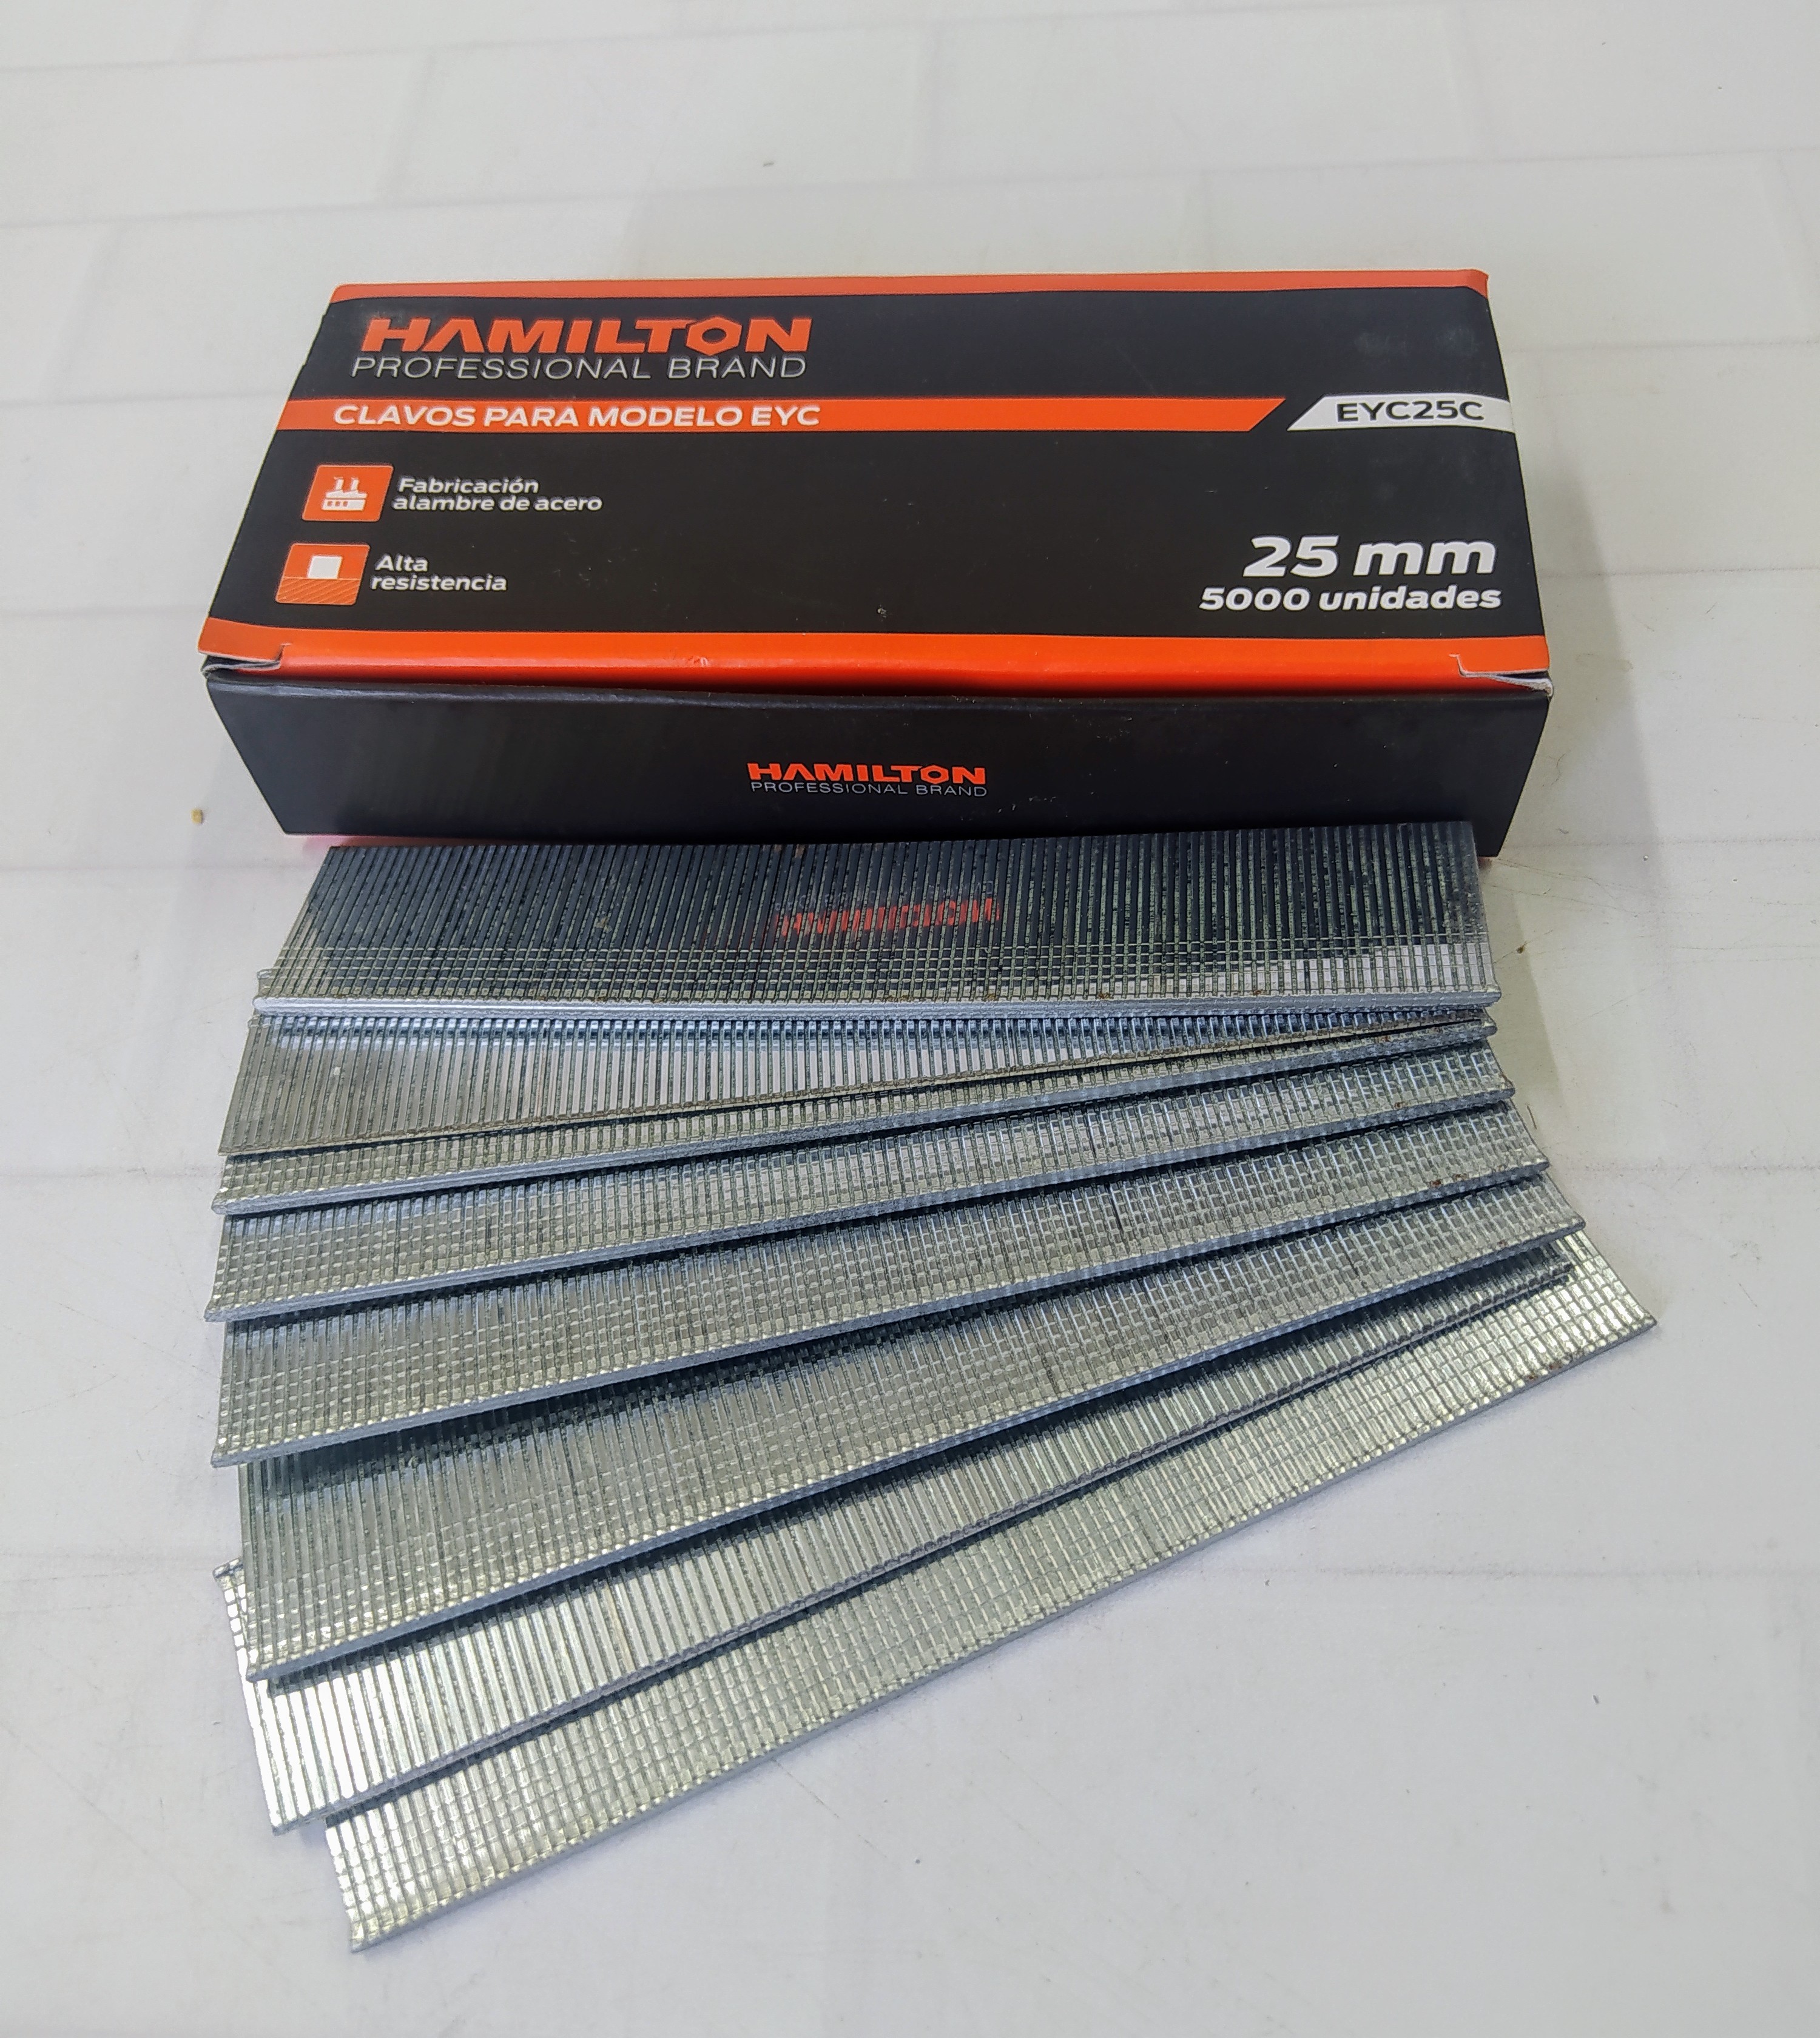 HAMILTON
PROFESSIONAL BRAND
CLAVOS PARA MODELO EYC
EYC25C
Fabricación
alambre de acero
Alta
resistencia
25 mm
5000 unidades
HAMILTON
PROFESSIONAL BRAND